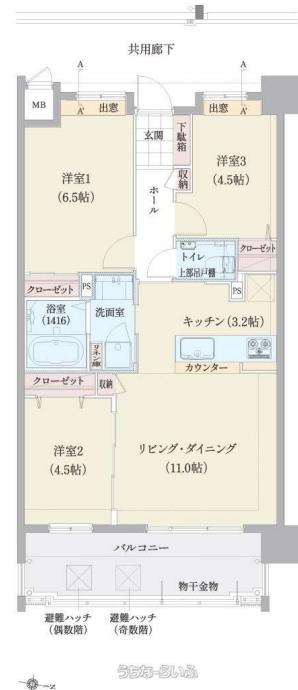 共用廊下
A
A
MB
A'
出窓
出窓
A'
玄関
下駄箱
洋室1
(6.5帖)
ホール
収納
洋室3
(4.5帖)
トイレ
上部吊戸棚
クローゼット
クローゼット
PS
PS
浴室
(1416)
洗面室
キッチン(3.2帖)
リネン庫
カウンター
クローゼット
収納
洋室2
(4.5帖)
リビング・ダイニング
(11.0帖)
バルコニー
物干金物
避難ハッチ
(偶数階)
避難ハッチ
(奇数階)
うちなーらいふ
N